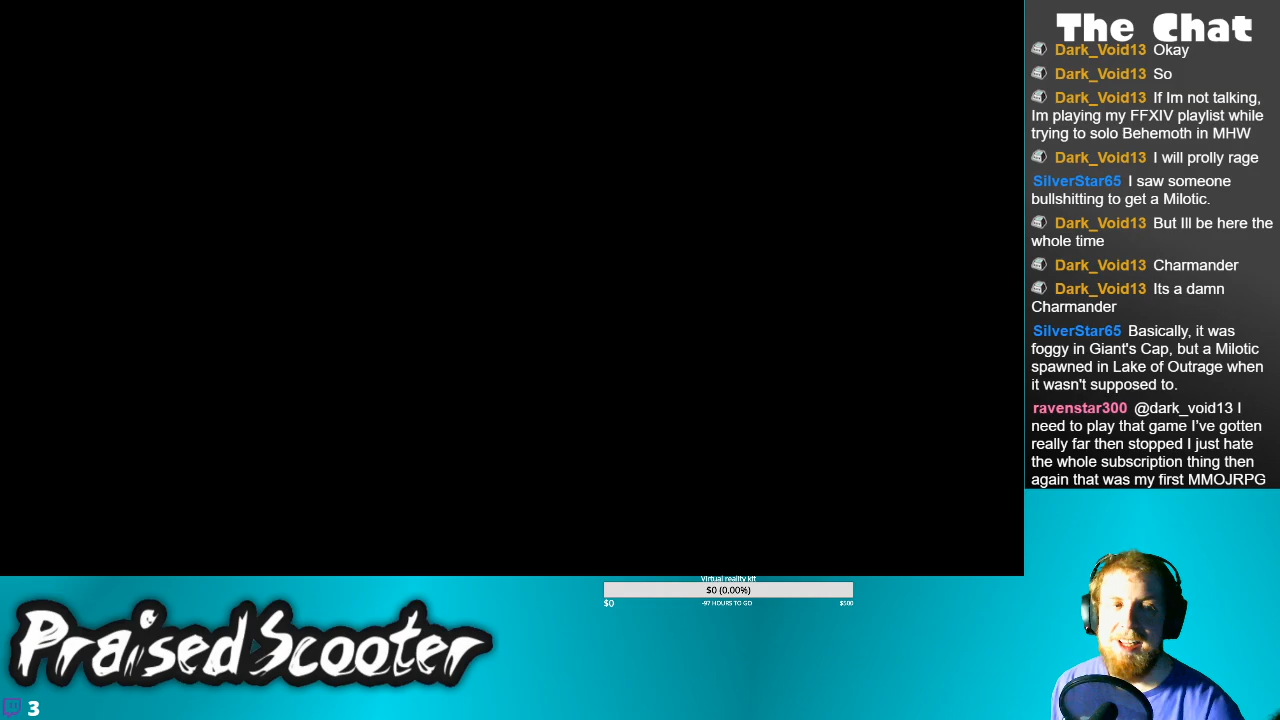 The Chat
Dark_Void13 Okay
Dark_Void13 So
Dark_Void13 If Im not talking,
Im playing my FFXIV playlist while
trying to solo Behemoth in MHW
Dark_Void13 I will prolly rage
SilverStar65 I saw someone
bullshitting to get a Milotic.
Dark_Void13 But Ill be here the
whole time
Dark_Void13 Charmander
Dark_Void13 Its a damn
Charmander
SilverStar65 Basically, it was
foggy in Giant's Cap, but a Milotic
spawned in Lake of Outrage when
it wasn't supposed to.
ravenstar300 @dark_void13 I
need to play that game I've gotten
really far then stopped I just hate
the whole subscription thing then
again that was my first MMOJRPG
Virtual reality kit
$0 (0.00%)
$0 -97 HOURS TO GO $500
PraisedScooter
3